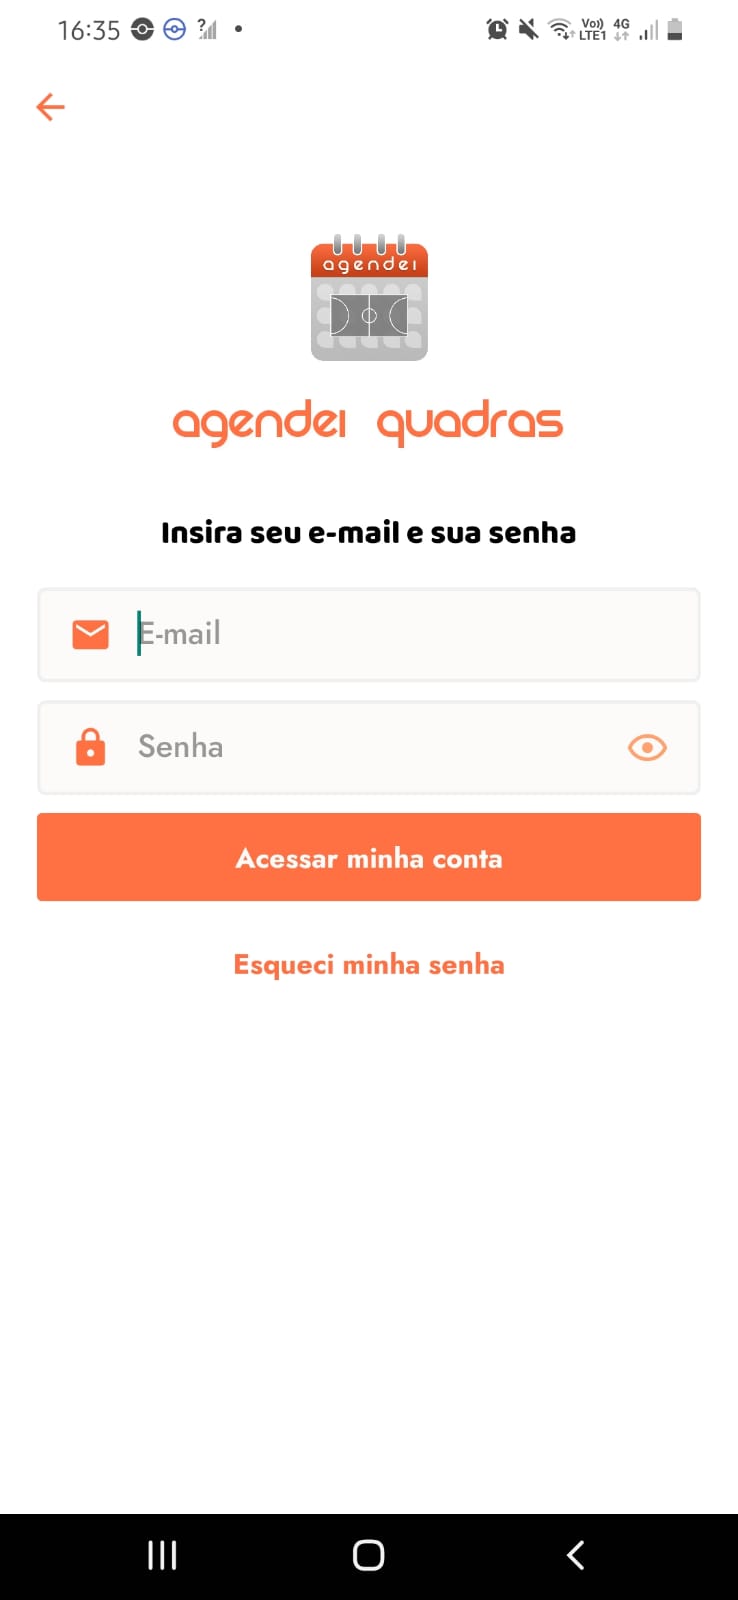 16:35
Vo))
LTE1
4G
agendei
agendei quadras
Insira seu e-mail e sua senha
E-mail
Senha
Acessar minha conta
Esqueci minha senha